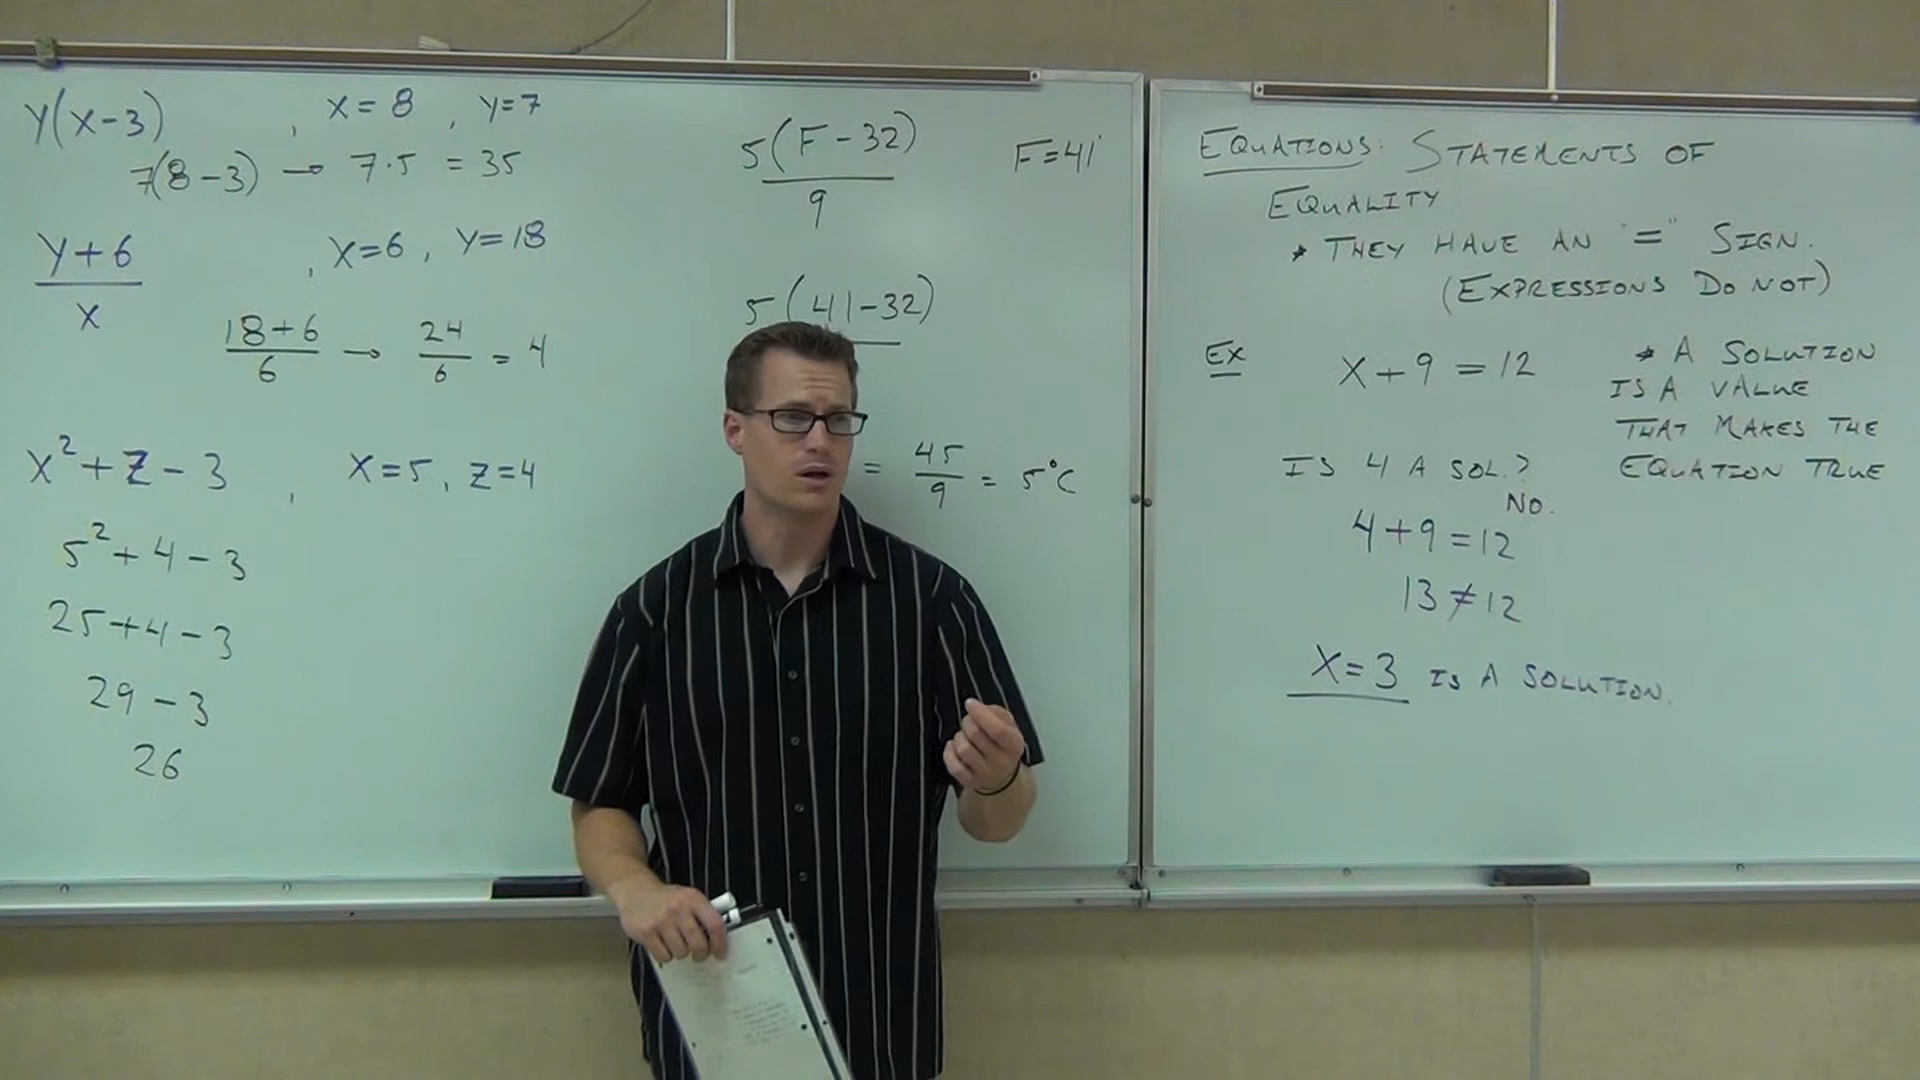 Y(X-3) , X=8 , Y=7
7(8-3) → 7·5 = 35
Y+6
X
, X=6 , Y=18
18+6
6
→ 24
6
= 4
X²+Z-3 , X=5, Z=4
5²+4-3
25+4-3
29-3
26
5(F-32)
9
F=41
5(41-32)
= 45
9
= 5°C
EQUATIONS: STATEMENTS OF
EQUALITY
* THEY HAVE AN "=" SIGN.
(EXPRESSIONS DO NOT)
EX X+9=12
IS 4 A SOL.?
NO.
4+9=12
13≠12
X=3 IS A SOLUTION.
* A SOLUTION
IS A VALUE
THAT MAKES THE
EQUATION TRUE